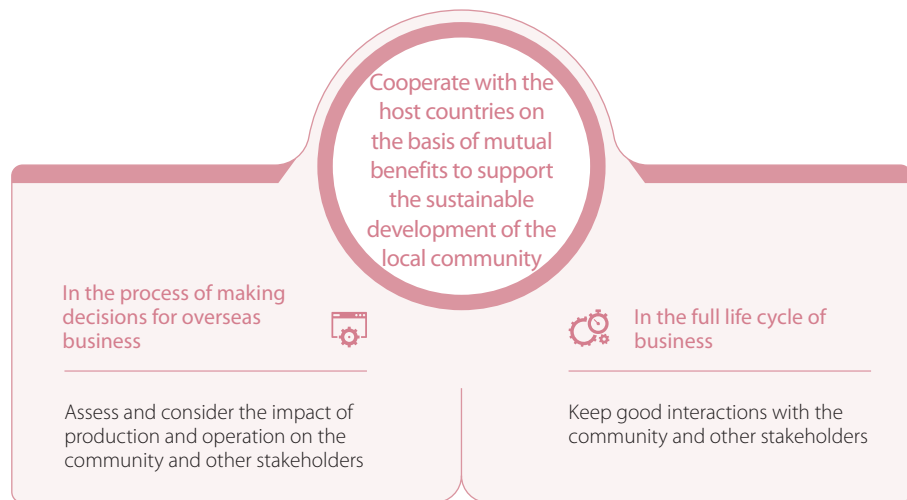 Cooperate with the
host countries on
the basis of mutual
benefits to support
the sustainable
development of the
local community
In the process of making
decisions for overseas
business
Assess and consider the impact of
production and operation on the
community and other stakeholders
In the full life cycle of
business
Keep good interactions with the
community and other stakeholders